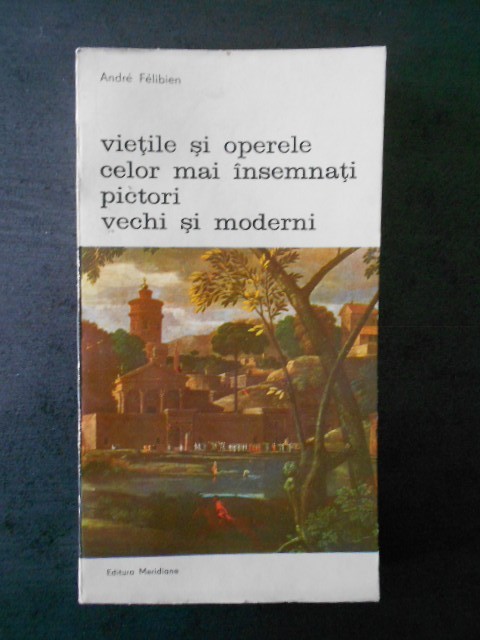 André Félibien
viețile și operele
celor mai însemnați
pictori
vechi și moderni
Editura Meridiane